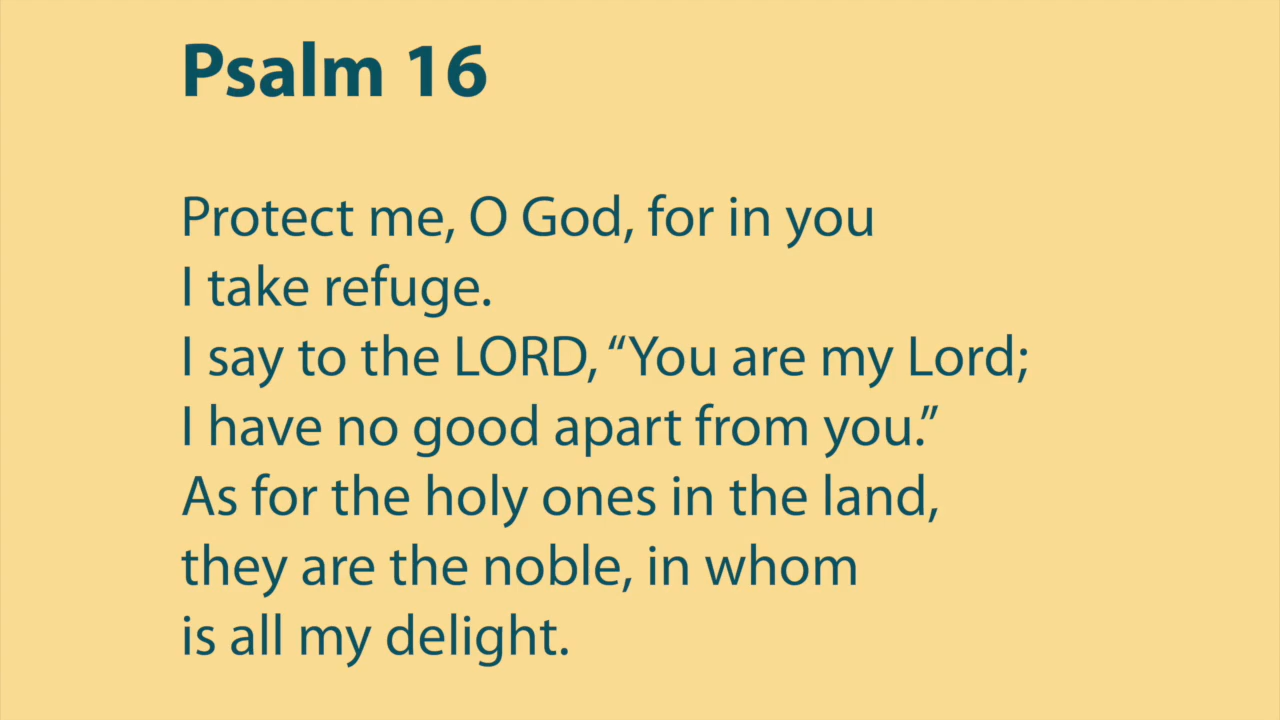 Psalm 16
Protect me, O God, for in you
I take refuge.
I say to the LORD, “You are my Lord;
I have no good apart from you.”
As for the holy ones in the land,
they are the noble, in whom
is all my delight.